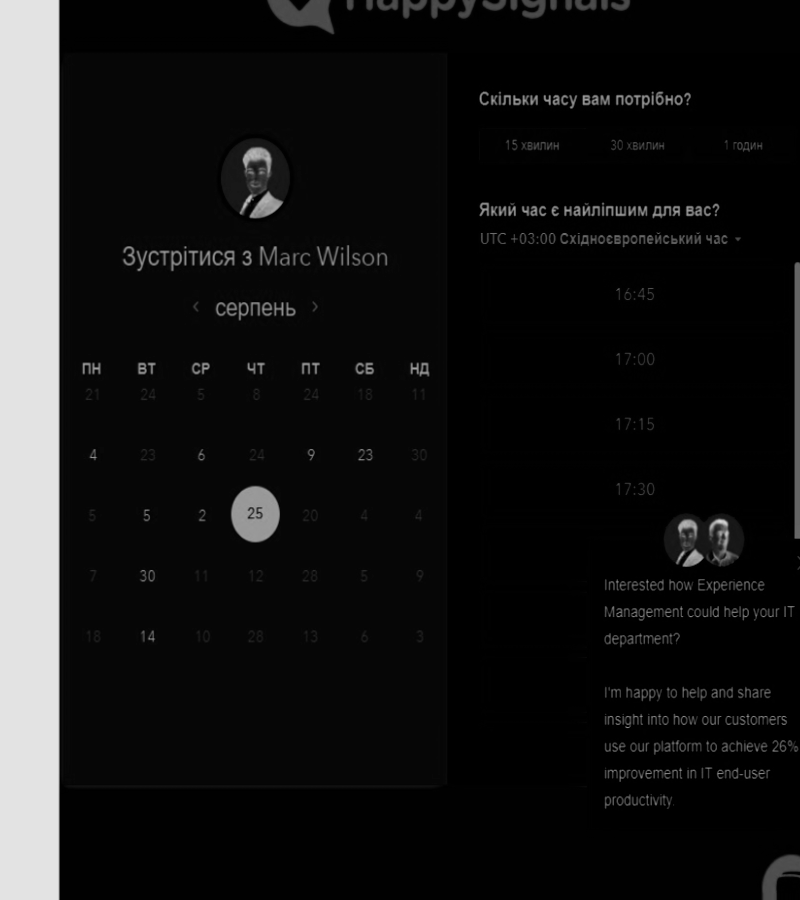 HappySignals
Зустрітися з Marc Wilson
‹ серпень ›
ПН ВТ СР ЧТ ПТ СБ НД
21 24 5 8 24 18 11
4 23 6 24 9 23 30
5 5 2 25 20 4 4
7 30 11 12 28 5 9
18 14 10 28 13 6 3
Скільки часу вам потрібно?
15 хвилин 30 хвилин 1 годин
Який час є найліпшим для вас?
UTC +03:00 Східноєвропейський час
16:45
17:00
17:15
17:30
Interested how Experience
Management could help your IT
department?
I'm happy to help and share
insight into how our customers
use our platform to achieve 26%
improvement in IT end-user
productivity.